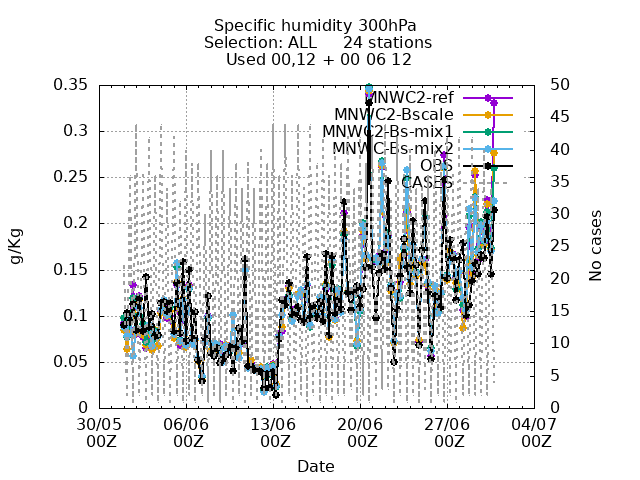 Specific humidity 300hPa
Selection: ALL 24 stations
Used 00,12 + 00 06 12
0.35
0.3
0.25
0.2
0.15
0.1
0.05
0
g/Kg
50
45
40
35
30
25
20
15
10
5
0
No cases
MNWC2-ref
MNWC2-Bscale
MNWC2-Bs-mix1
MNWC-Bs-mix2
OBS
CASES
30/05 06/06 13/06 20/06 27/06 04/07
00Z 00Z 00Z 00Z 00Z 00Z
Date